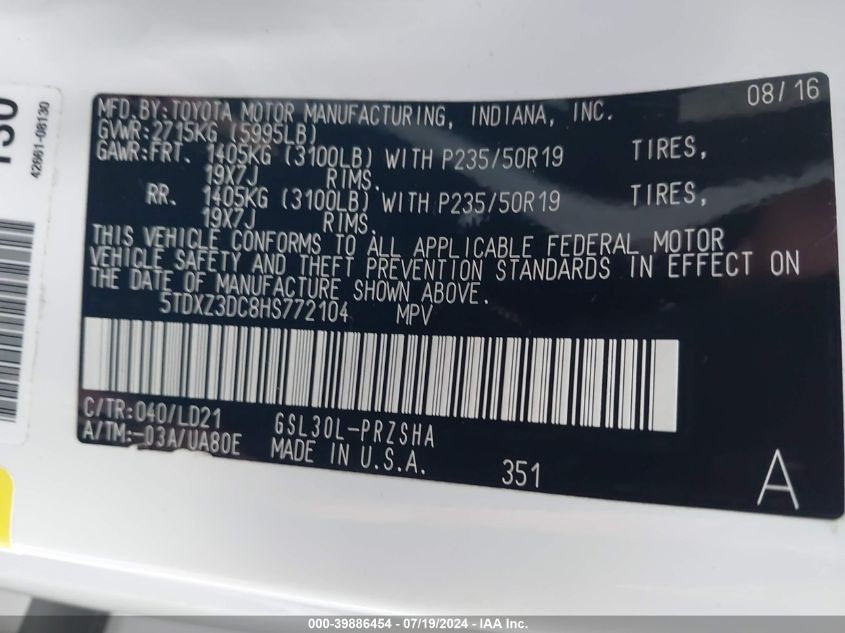 130
42661-08130
MFD. BY: TOYOTA MOTOR MANUFACTURING, INDIANA, INC. 08/16
GVWR: 2715KG (5995LB)
GAWR: FRT. 1405KG (3100LB) WITH P235/50R19 TIRES,
19X7J RIMS.
RR. 1405KG (3100LB) WITH P235/50R19 TIRES,
19X7J RIMS.
THIS VEHICLE CONFORMS TO ALL APPLICABLE FEDERAL MOTOR
VEHICLE SAFETY AND THEFT PREVENTION STANDARDS IN EFFECT ON
THE DATE OF MANUFACTURE SHOWN ABOVE.
5TDXZ3DC8HS772104 MPV
C/TR: 040/LD21 GSL30L-PRZSHA
A/TM: -03A/UA80E MADE IN U.S.A. 351 A
000-39886454 - 07/19/2024 - IAA Inc.